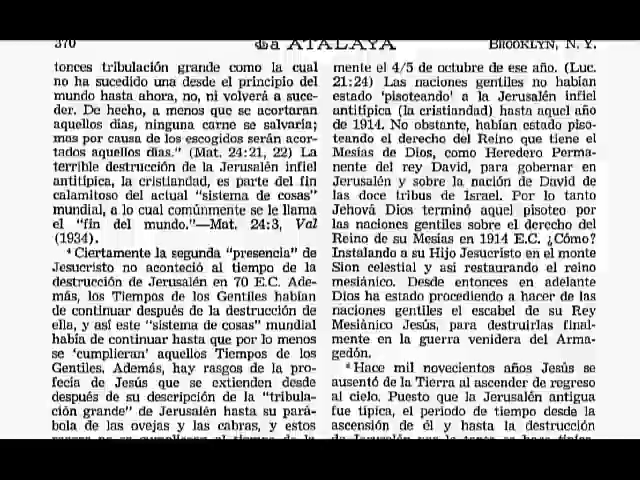 370 La ATALAYA BROOKLYN, N. Y.
tonces tribulación grande como la cual
no ha sucedido una desde el principio del
mundo hasta ahora, no, ni volverá a suce-
der. De hecho, a menos que se acortaran
aquellos días, ninguna carne se salvaría;
mas por causa de los escogidos serán acor-
tados aquellos días.” (Mat. 24:21, 22) La
terrible destrucción de la Jerusalén infiel
antitípica, la cristiandad, es parte del fin
calamitoso del actual “sistema de cosas”
mundial, a lo cual comúnmente se le llama
el “fin del mundo.”—Mat. 24:3, Val
(1934).
⁴ Ciertamente la segunda “presencia” de
Jesucristo no aconteció al tiempo de la
destrucción de Jerusalén en 70 E.C. Ade-
más, los Tiempos de los Gentiles habían
de continuar después de la destrucción de
ella, y así este “sistema de cosas” mundial
había de continuar hasta que por lo menos
se ‘cumplieran’ aquellos Tiempos de los
Gentiles. Además, hay rasgos de la pro-
fecía de Jesús que se extienden desde
después de su descripción de la “tribula-
ción grande” de Jerusalén hasta su pará-
bola de las ovejas y las cabras, y estos
mente el 4/5 de octubre de ese año. (Luc.
21:24) Las naciones gentiles no habían
estado ‘pisoteando’ a la Jerusalén infiel
antitípica (la cristiandad) hasta aquel año
de 1914. No obstante, habían estado piso-
teando el derecho del Reino que tiene el
Mesías de Dios, como Heredero Perma-
nente del rey David, para gobernar en
Jerusalén y sobre la nación de David de
las doce tribus de Israel. Por lo tanto
Jehová Dios terminó aquel pisoteo por
las naciones gentiles sobre el derecho del
Reino de su Mesías en 1914 E.C. ¿Cómo?
Instalando a su Hijo Jesucristo en el monte
Sion celestial y así restaurando el reino
mesiánico. Desde entonces en adelante
Dios ha estado procediendo a hacer de las
naciones gentiles el escabel de su Rey
Mesiánico Jesús, para destruirlas final-
mente en la guerra venidera del Arma-
gedón.
Hace mil novecientos años Jesús se
ausentó de la Tierra al ascender de regreso
al cielo. Puesto que la Jerusalén antigua
fue típica, el período de tiempo desde la
ascensión de él y hasta la destrucción